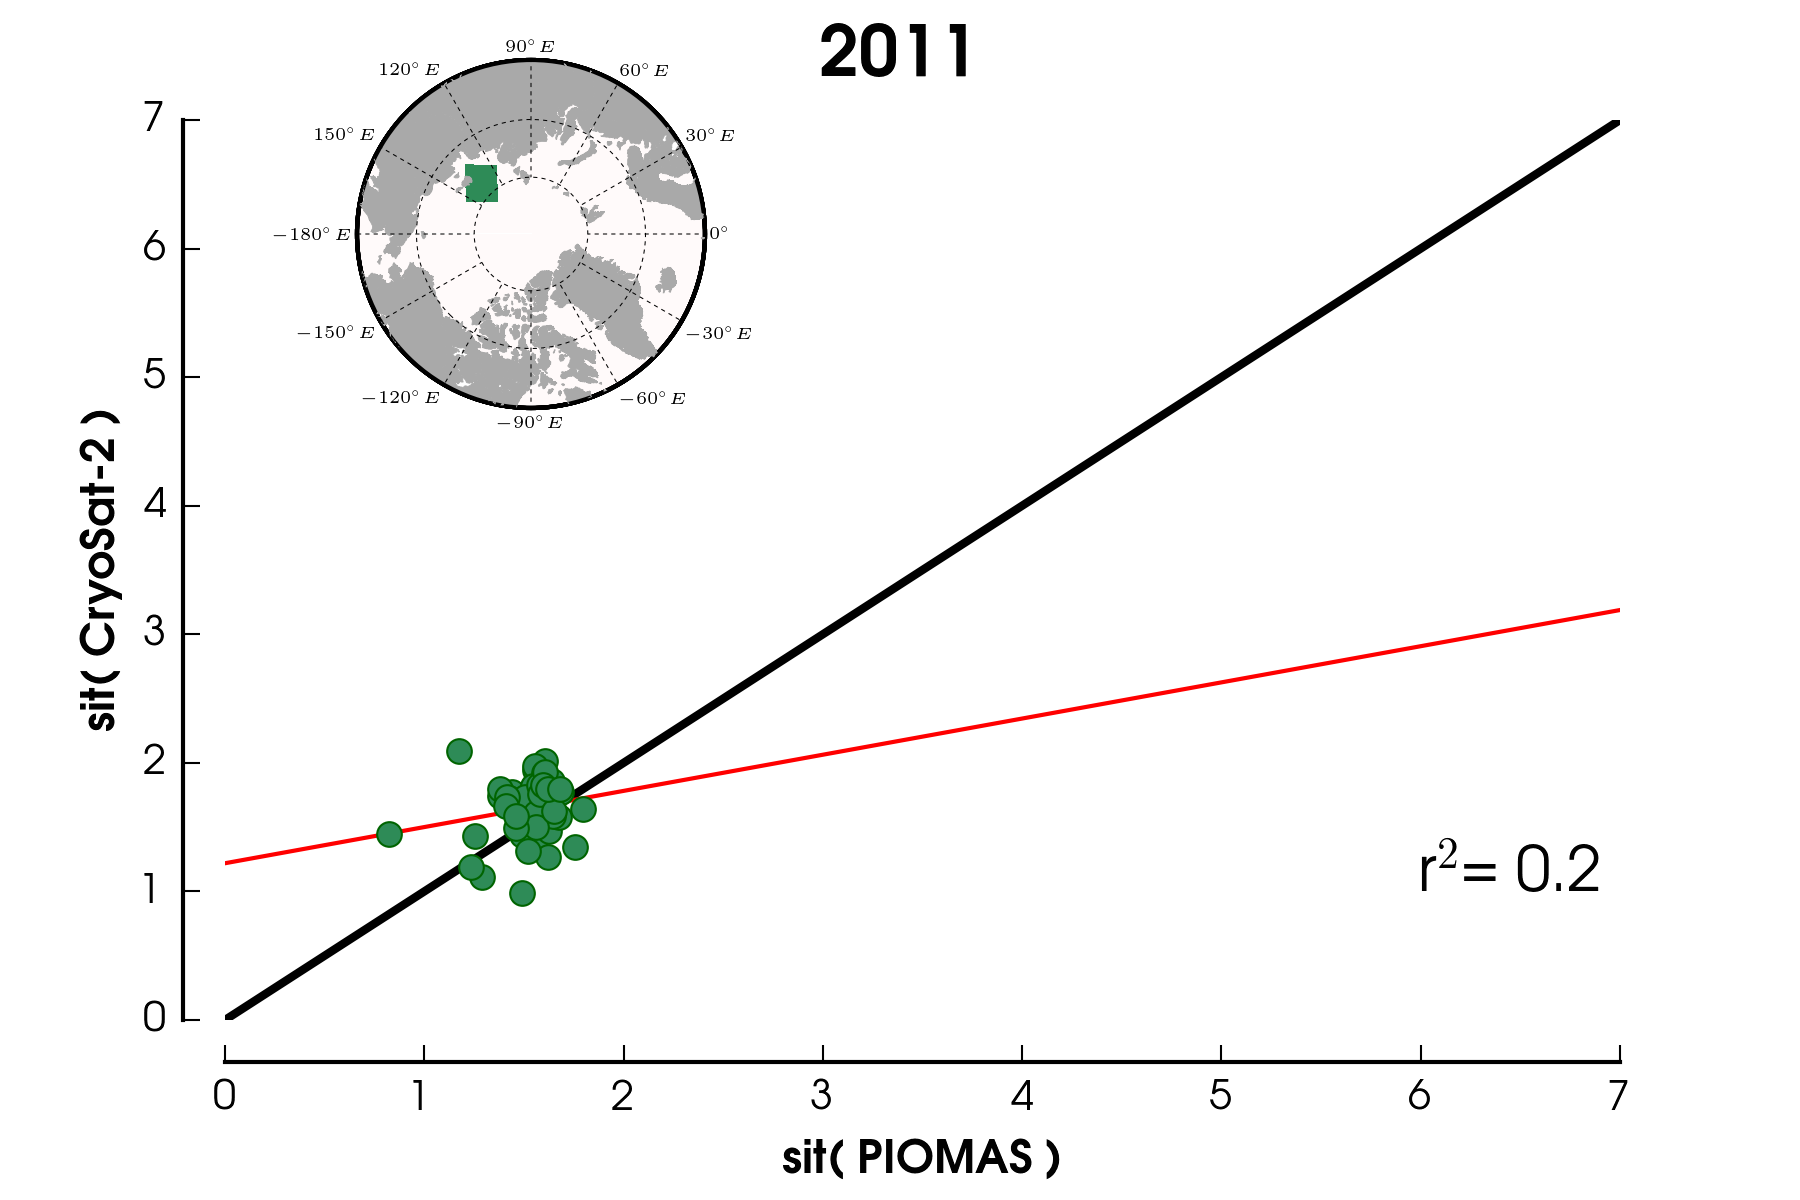 2011
90° E
120° E
60° E
150° E
30° E
−180° E
0°
−150° E
−30° E
−120° E
−60° E
−90° E
7
6
5
4
3
2
1
0
sit( CryoSat-2 )
r²= 0.2
0 1 2 3 4 5 6 7
sit( PIOMAS )